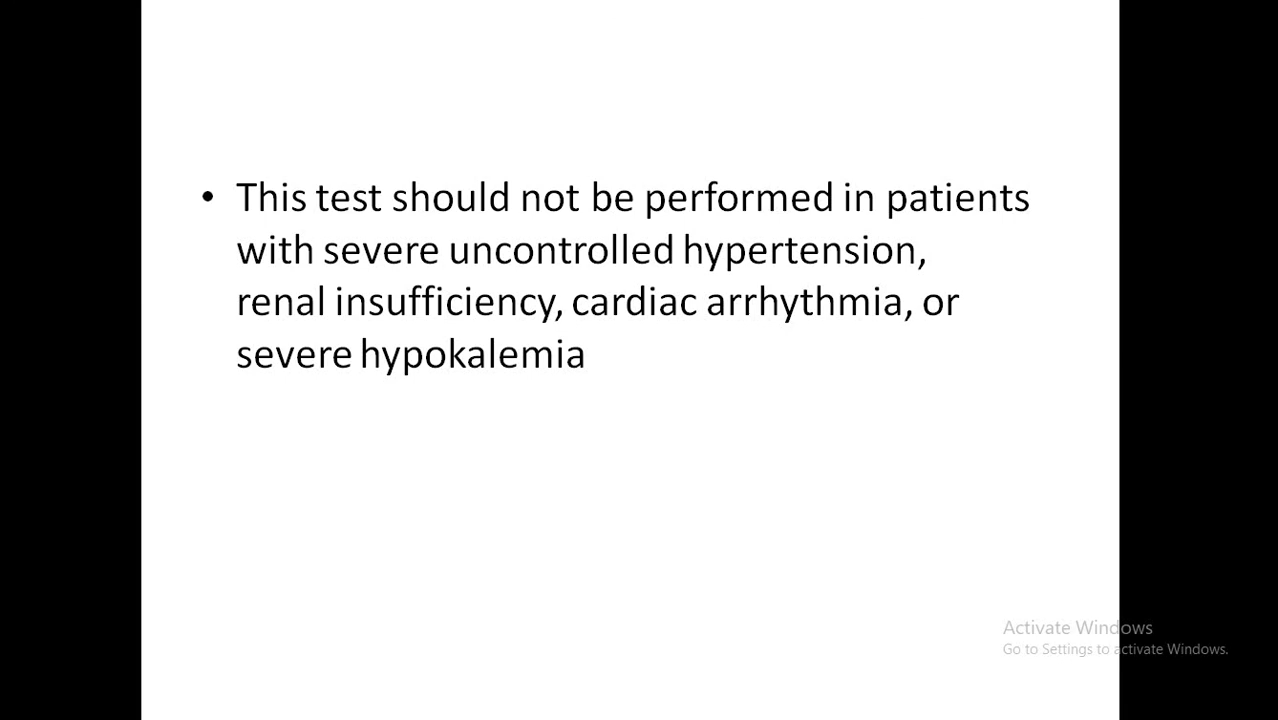 • This test should not be performed in patients
with severe uncontrolled hypertension,
renal insufficiency, cardiac arrhythmia, or
severe hypokalemia
Activate Windows
Go to Settings to activate Windows.